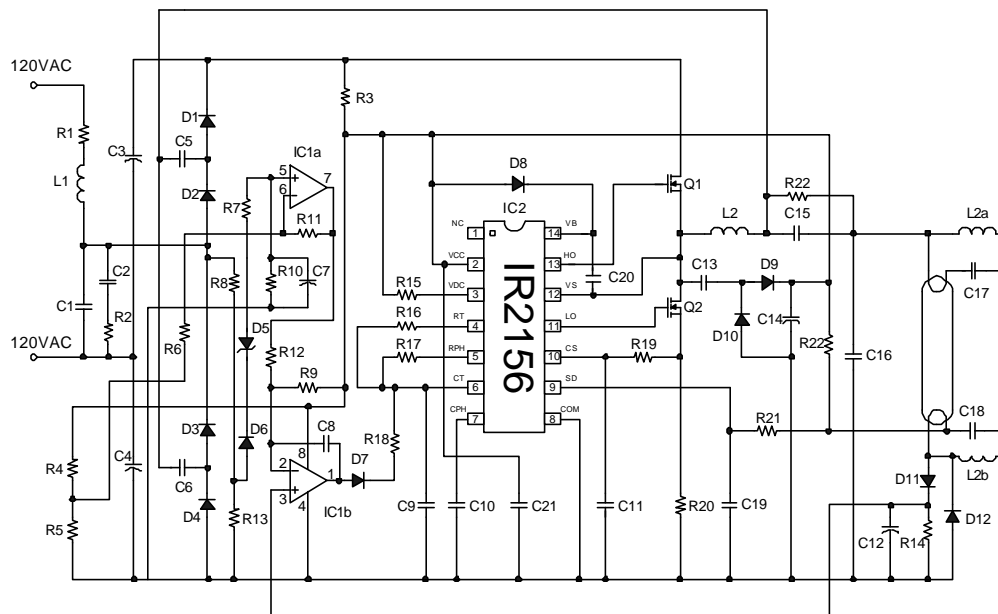 120VAC
R1
L1
C3
D1
C5
D2
R3
IC1a
5
6
7
R7
R11
D8
IC2
Q1
R22
L2
C15
L2a
NC
1
14
VB
VCC
2
13
HO
VDC
3
12
VS
RT
4
11
LO
RPH
5
10
CS
CT
6
9
SD
CPH
7
8
COM
IR2156
C20
C13
D9
C17
C2
C1
R2
R8
R10
C7
R15
R16
R17
D5
R12
R9
R6
Q2
D10
C14
R22
C16
R19
120VAC
D3
D6
C8
R18
R21
C18
R4
C4
C6
D4
R5
R13
8
2
3
1
4
D7
IC1b
C9
C10
C21
C11
R20
C19
D11
L2b
C12
R14
D12